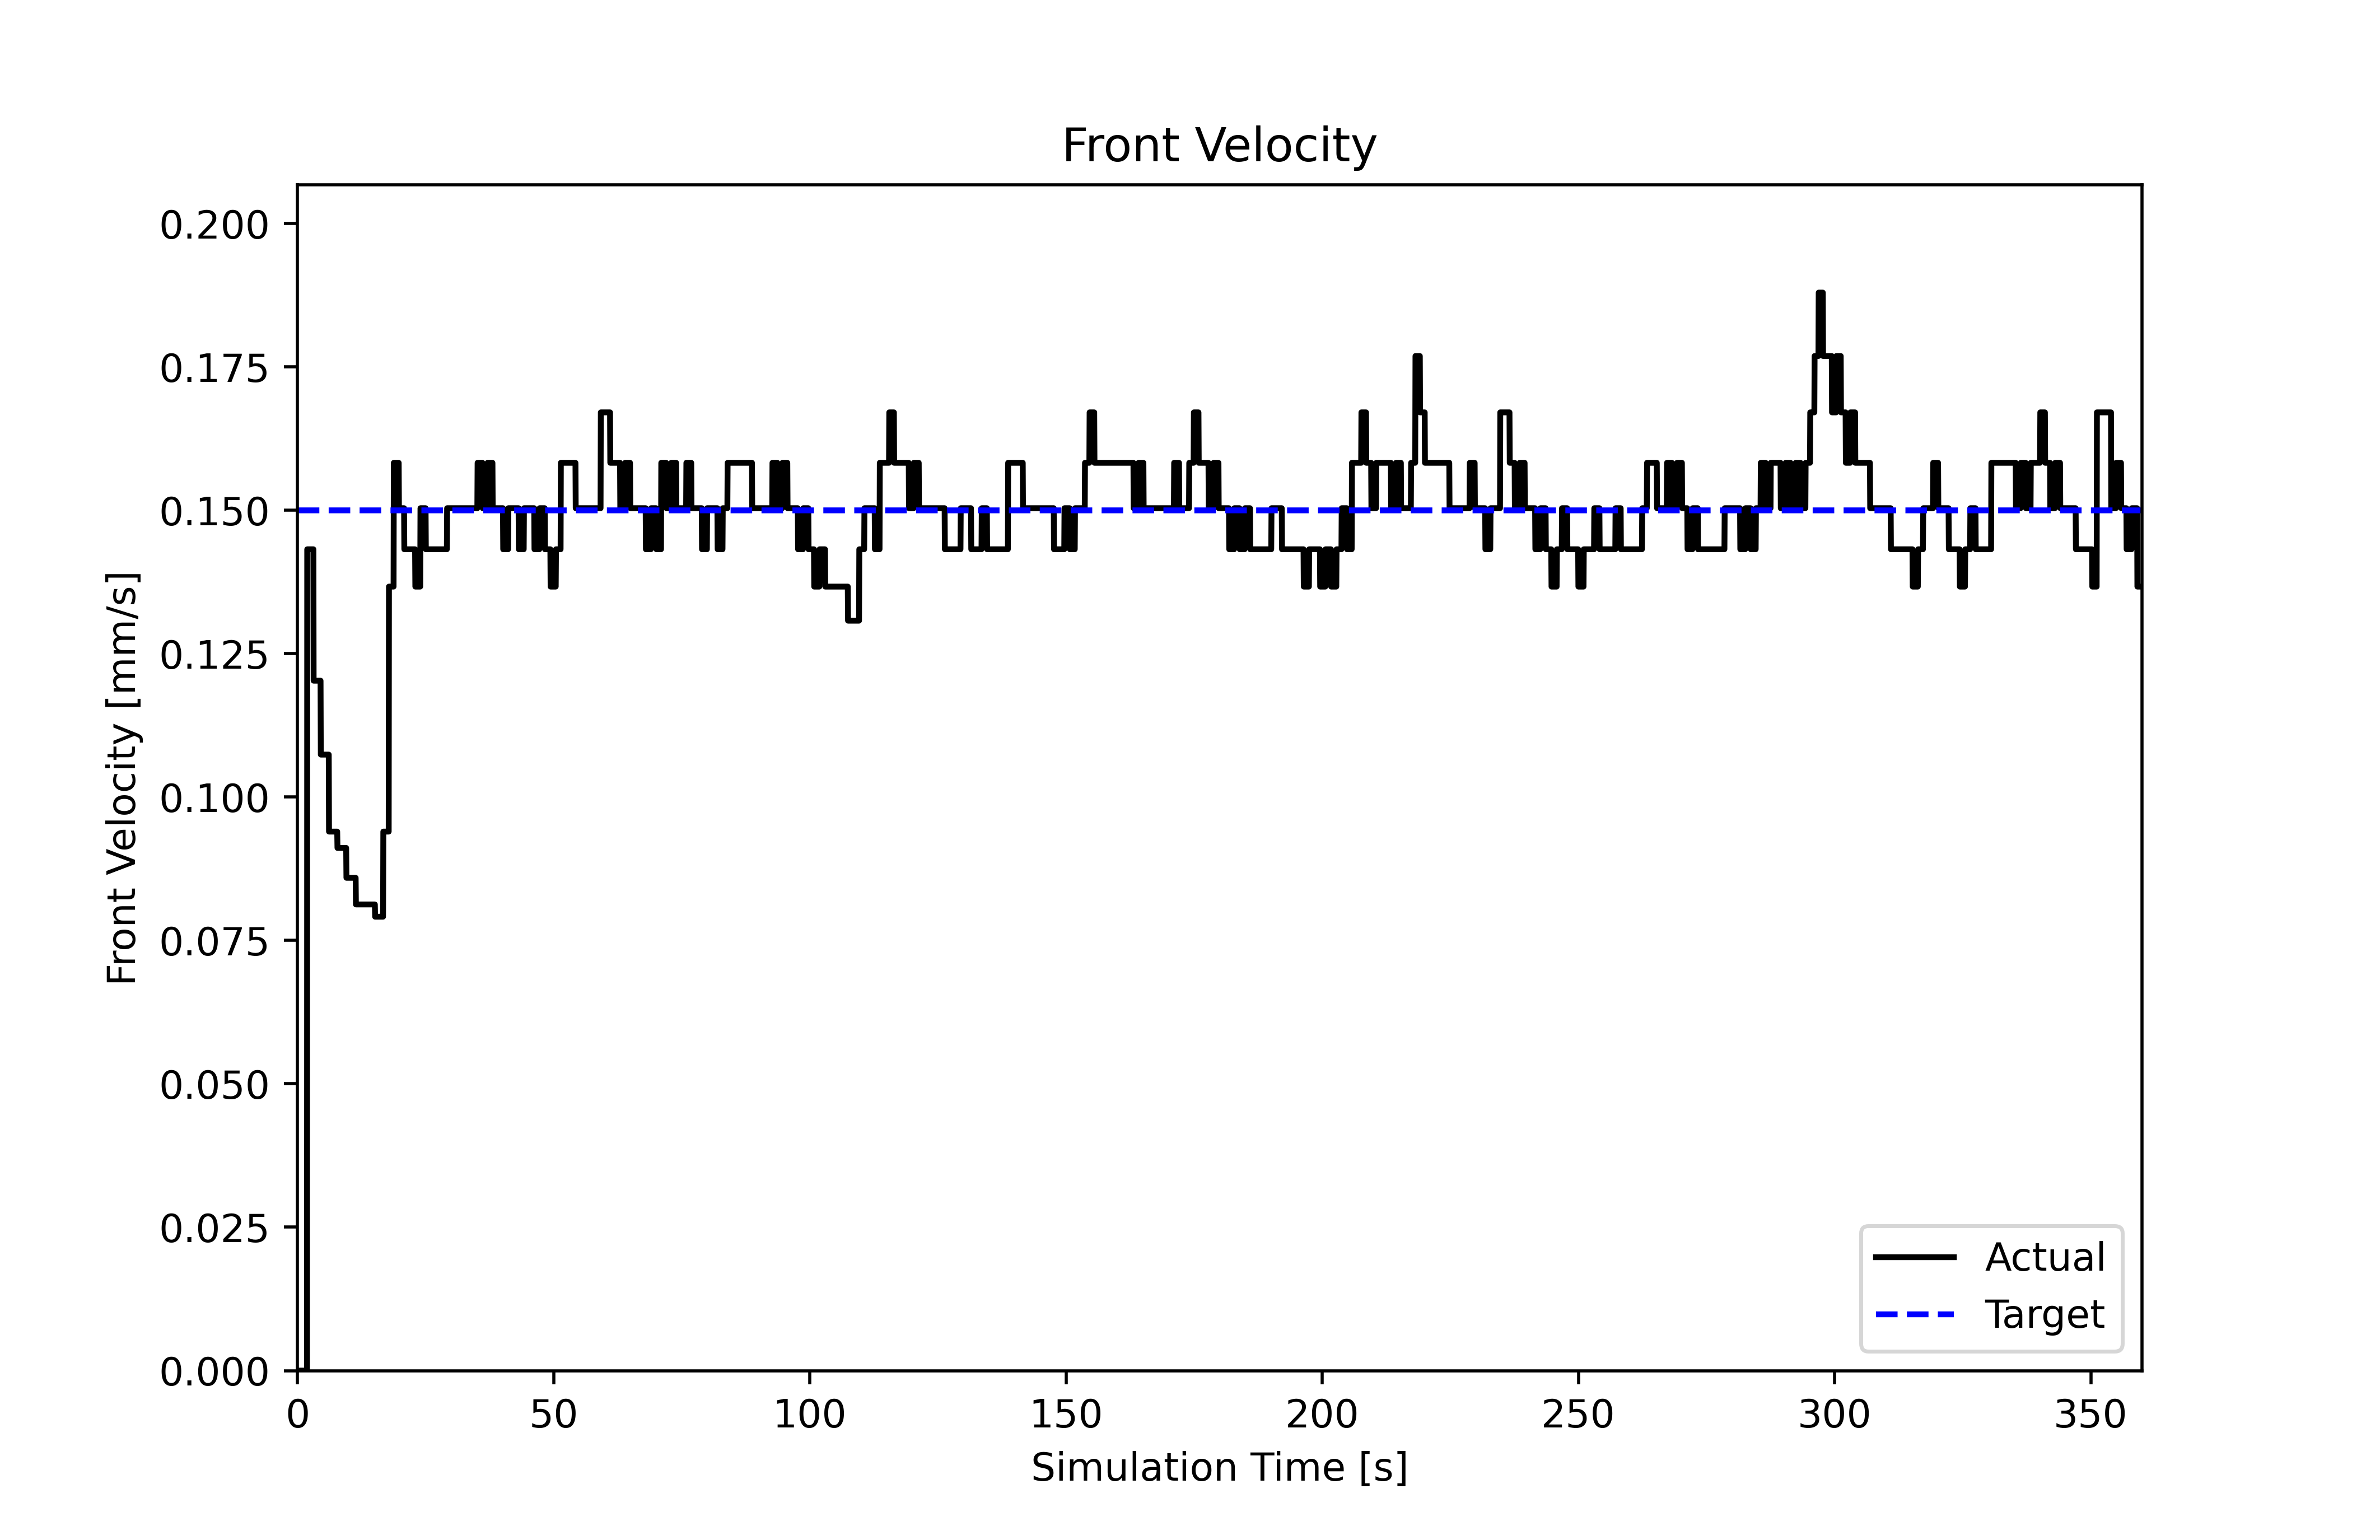 Front Velocity
Front Velocity [mm/s]
0.200
0.175
0.150
0.125
0.100
0.075
0.050
0.025
0.000
0 50 100 150 200 250 300 350
Simulation Time [s]
Actual
Target